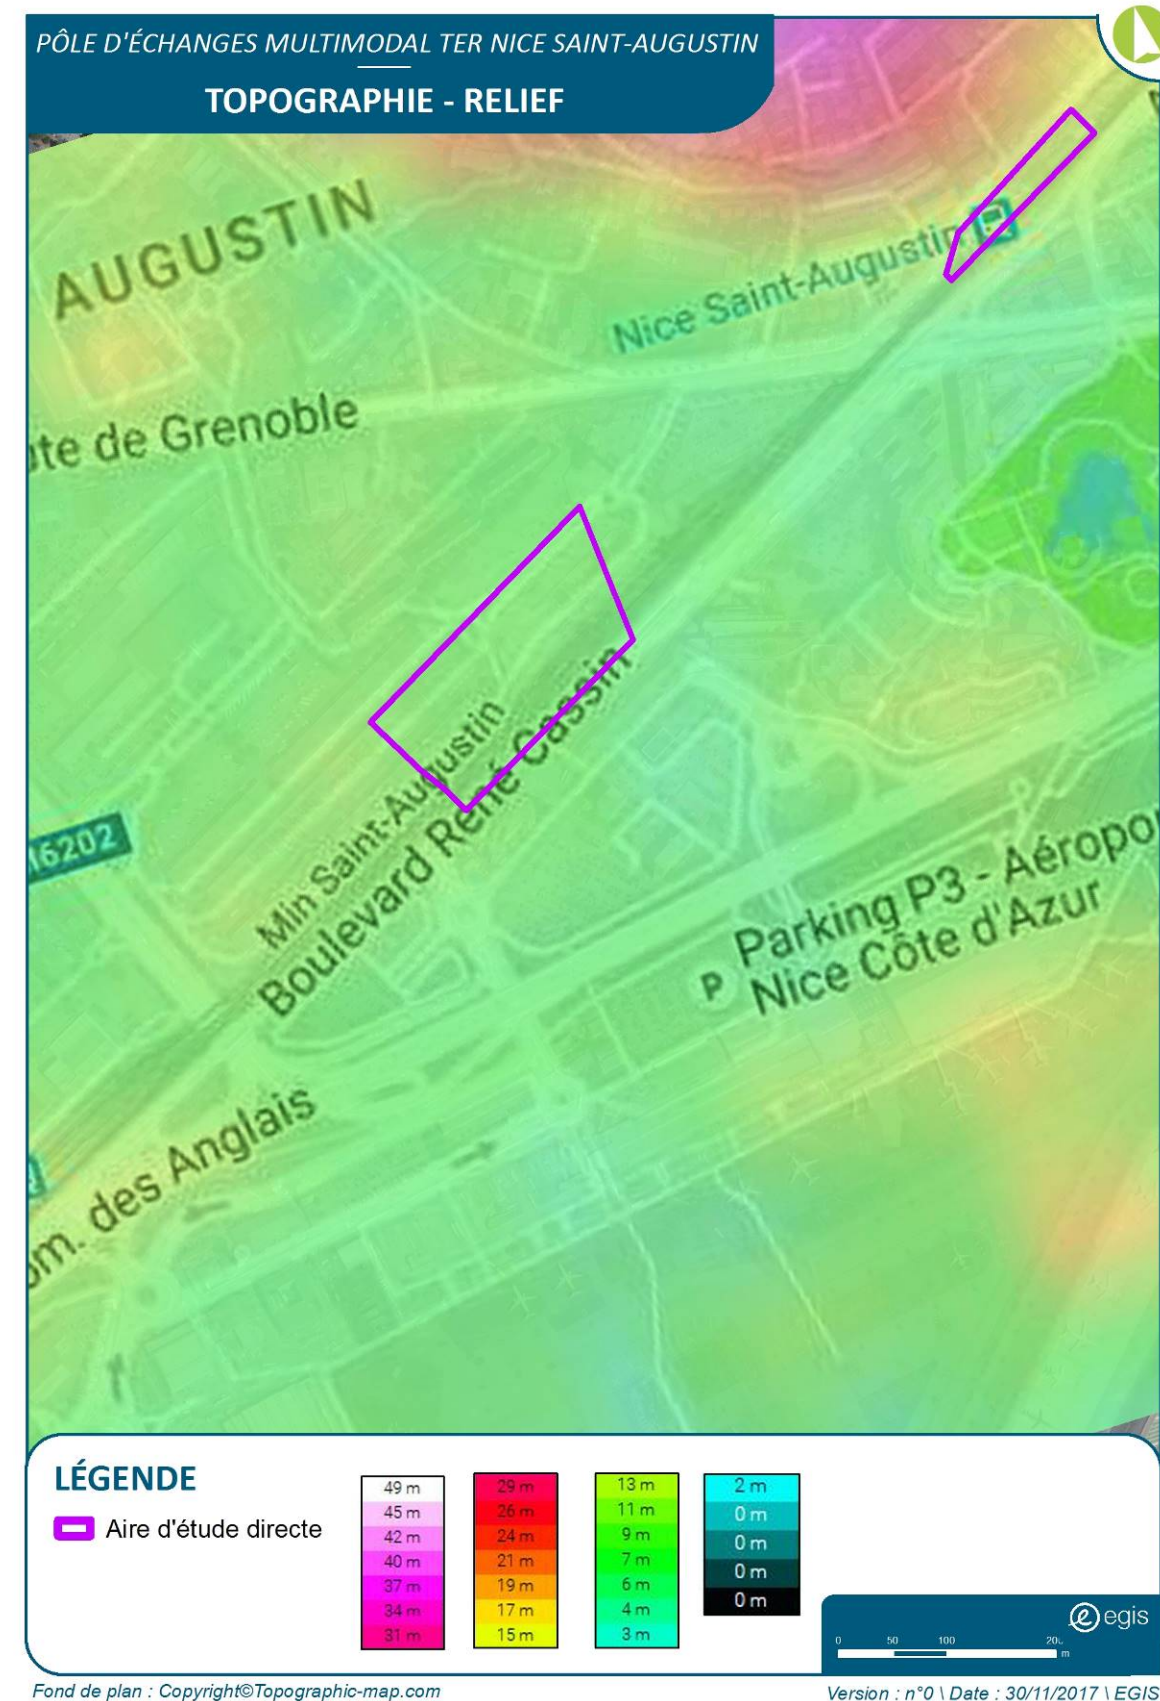 PÔLE D'ÉCHANGES MULTIMODAL TER NICE SAINT-AUGUSTIN
TOPOGRAPHIE - RELIEF
AUGUSTIN
Nice Saint-Augustin
te de Grenoble
Min Saint-Augustin
Boulevard René Cassin
6202
P
Parking P3 - Aéropo
Nice Côte d'Azur
om. des Anglais
LÉGENDE
Aire d'étude directe
49 m
45 m
42 m
40 m
37 m
34 m
31 m
29 m
26 m
24 m
21 m
19 m
17 m
15 m
13 m
11 m
9 m
7 m
6 m
4 m
3 m
2 m
0 m
0 m
0 m
0 m
egis
0 50 100 m
Fond de plan : Copyright©Topographic-map.com
Version : n°0 \ Date : 30/11/2017 \ EGIS